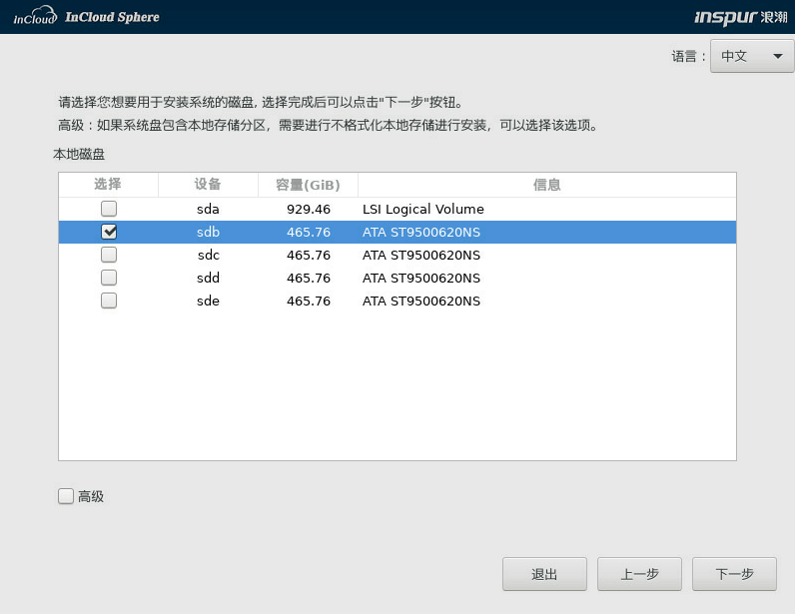 InCloud InCloud Sphere inspur 浪潮
语言： 中文
请选择您想要用于安装系统的磁盘, 选择完成后可以点击"下一步"按钮。
高级：如果系统盘包含本地存储分区，需要进行不格式化本地存储进行安装，可以选择该选项。
本地磁盘
选择 设备 容量(GiB) 信息
sda 929.46 LSI Logical Volume
sdb 465.76 ATA ST9500620NS
sdc 465.76 ATA ST9500620NS
sdd 465.76 ATA ST9500620NS
sde 465.76 ATA ST9500620NS
高级
退出 上一步 下一步